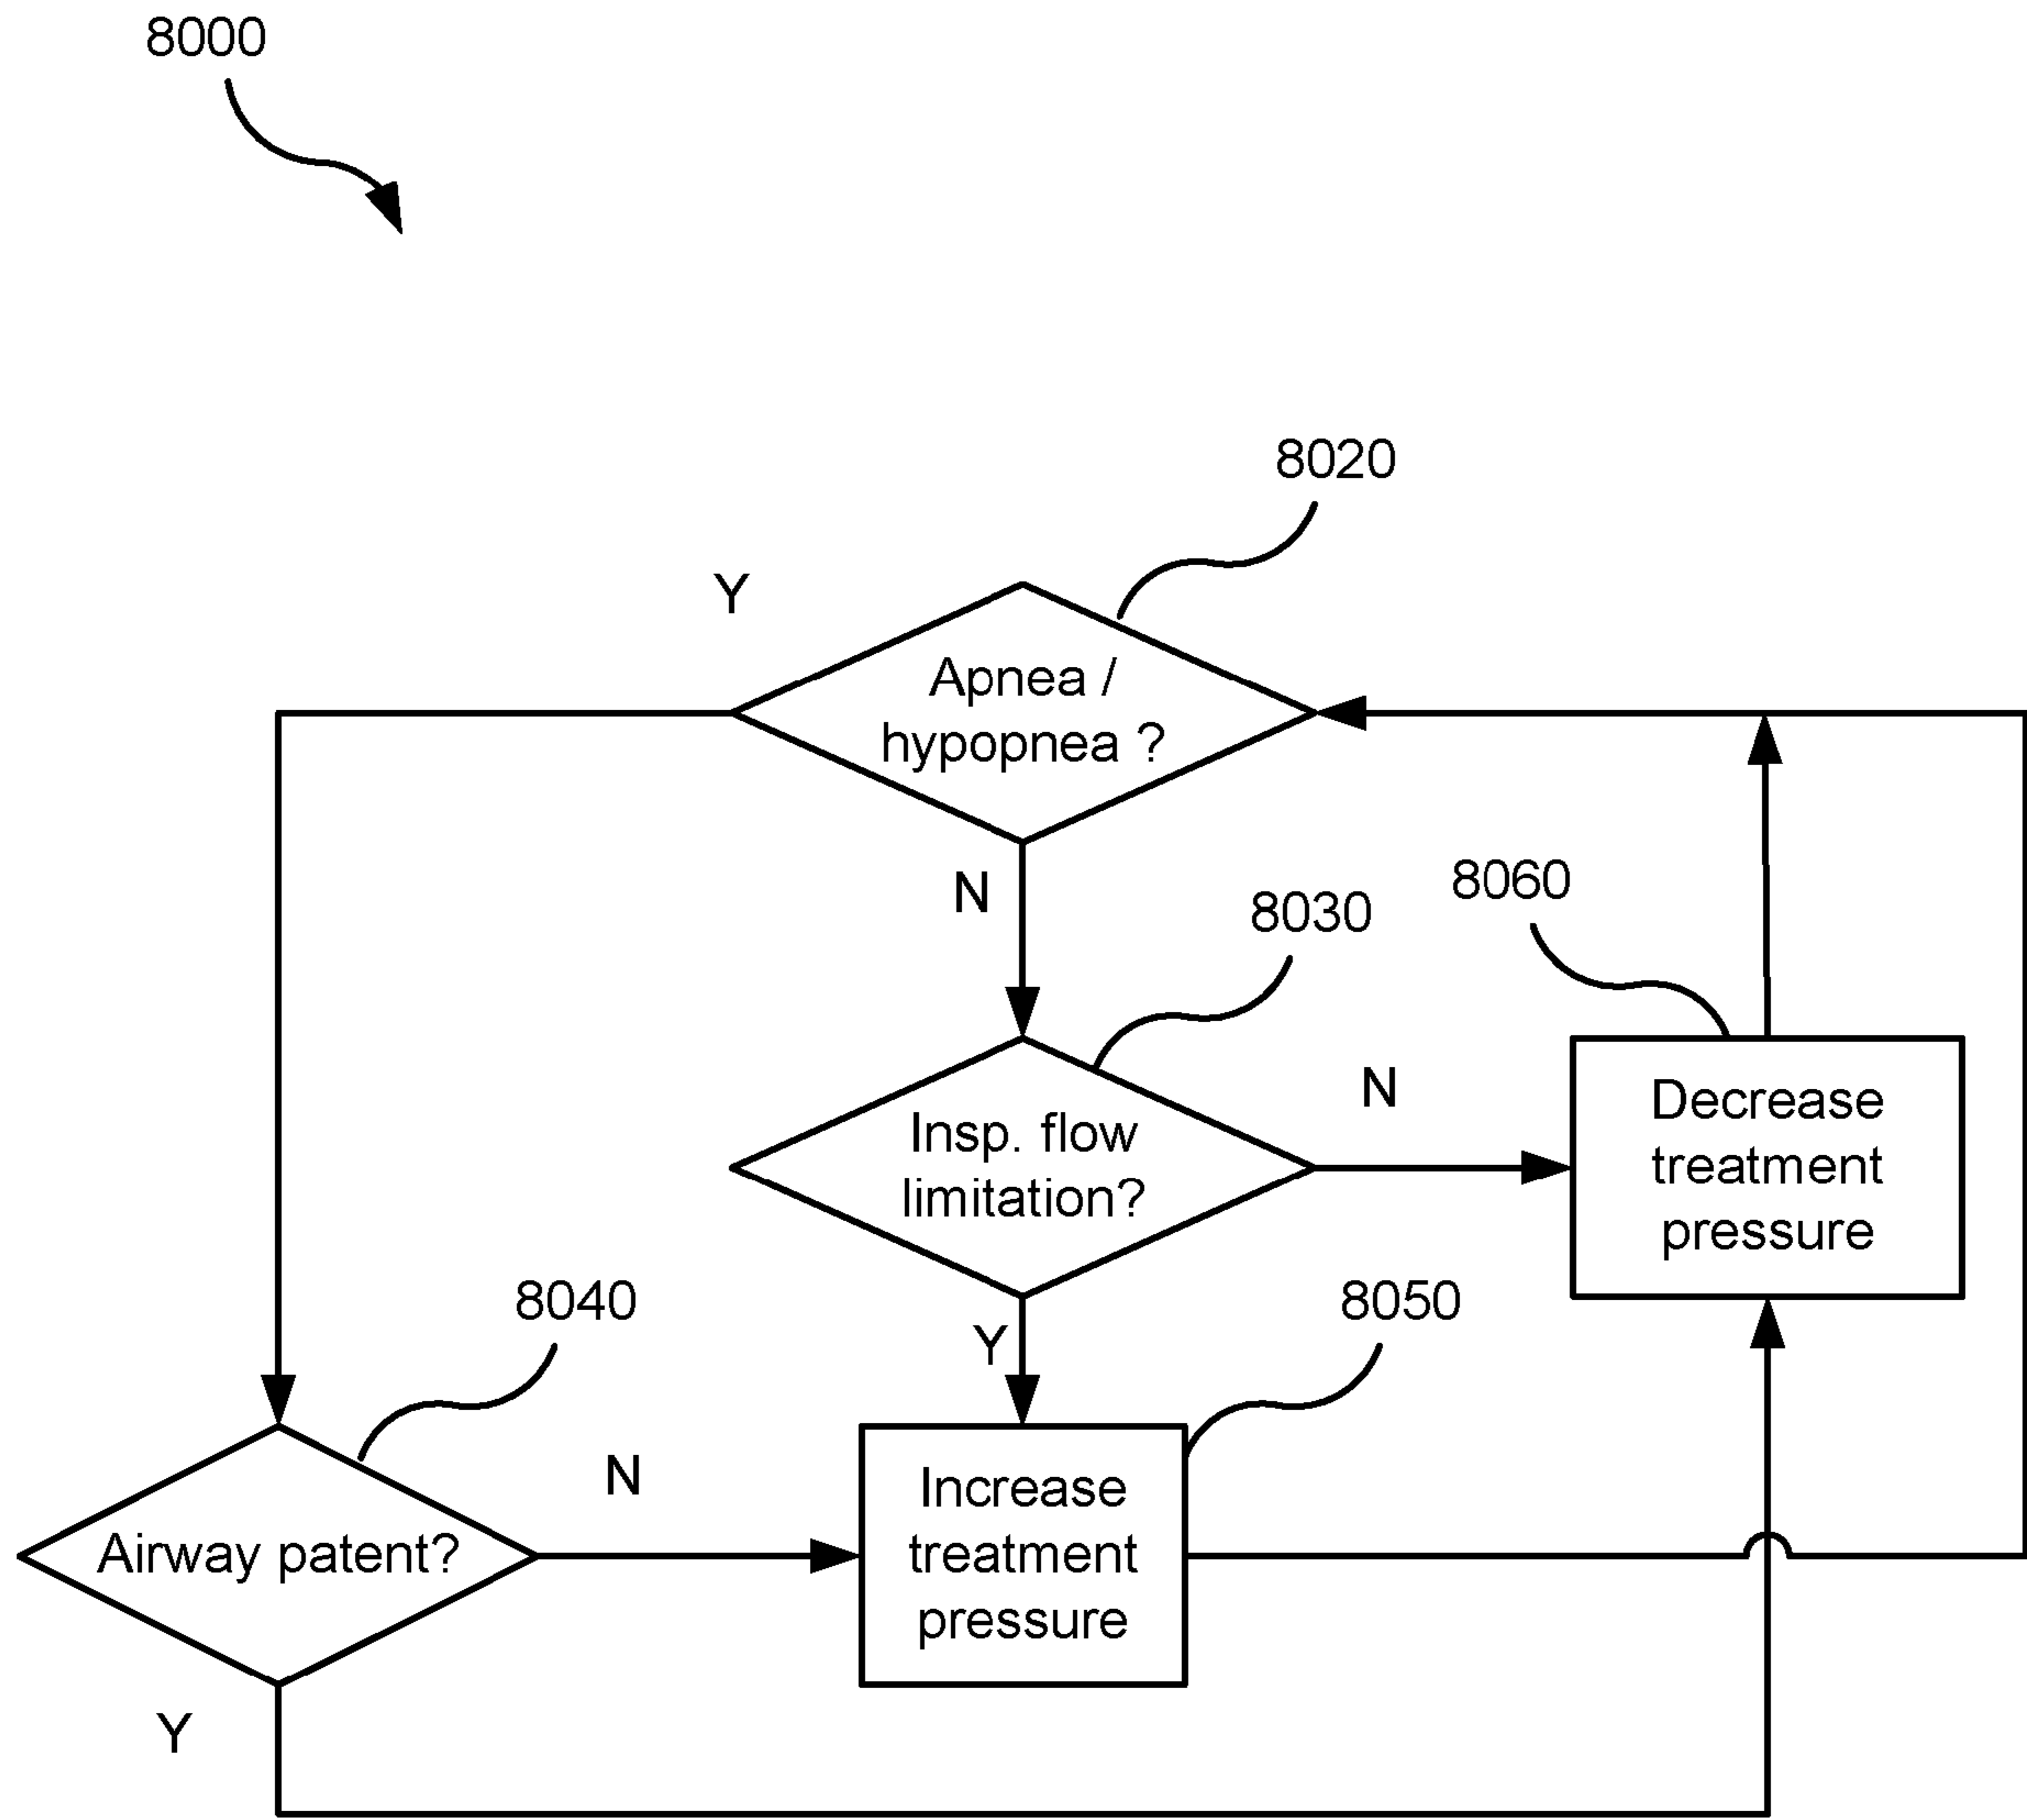 8000
8020
Y
Apnea /
hypopnea ?
N
8060
8030
N
Decrease
treatment
pressure
Insp. flow
limitation?
8040
8050
Y
N
Increase
treatment
pressure
Airway patent?
Y